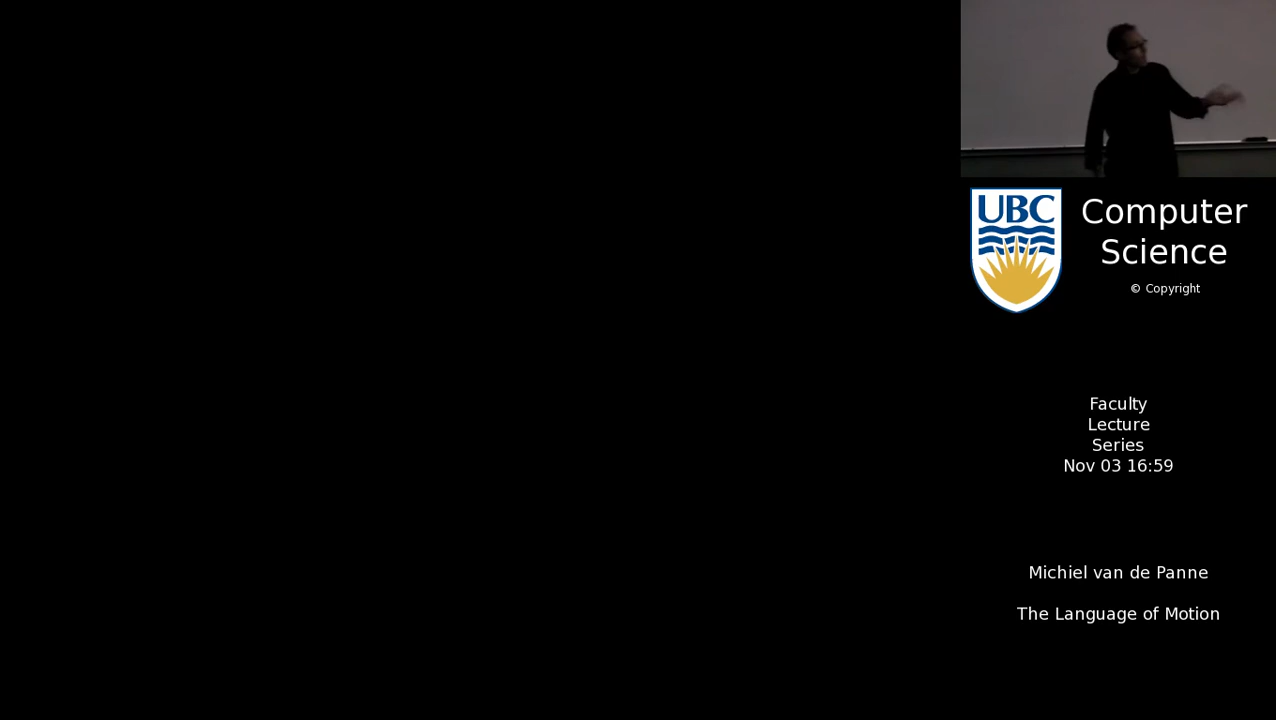 UBC
Computer
Science
© Copyright
Faculty
Lecture
Series
Nov 03 16:59
Michiel van de Panne
The Language of Motion